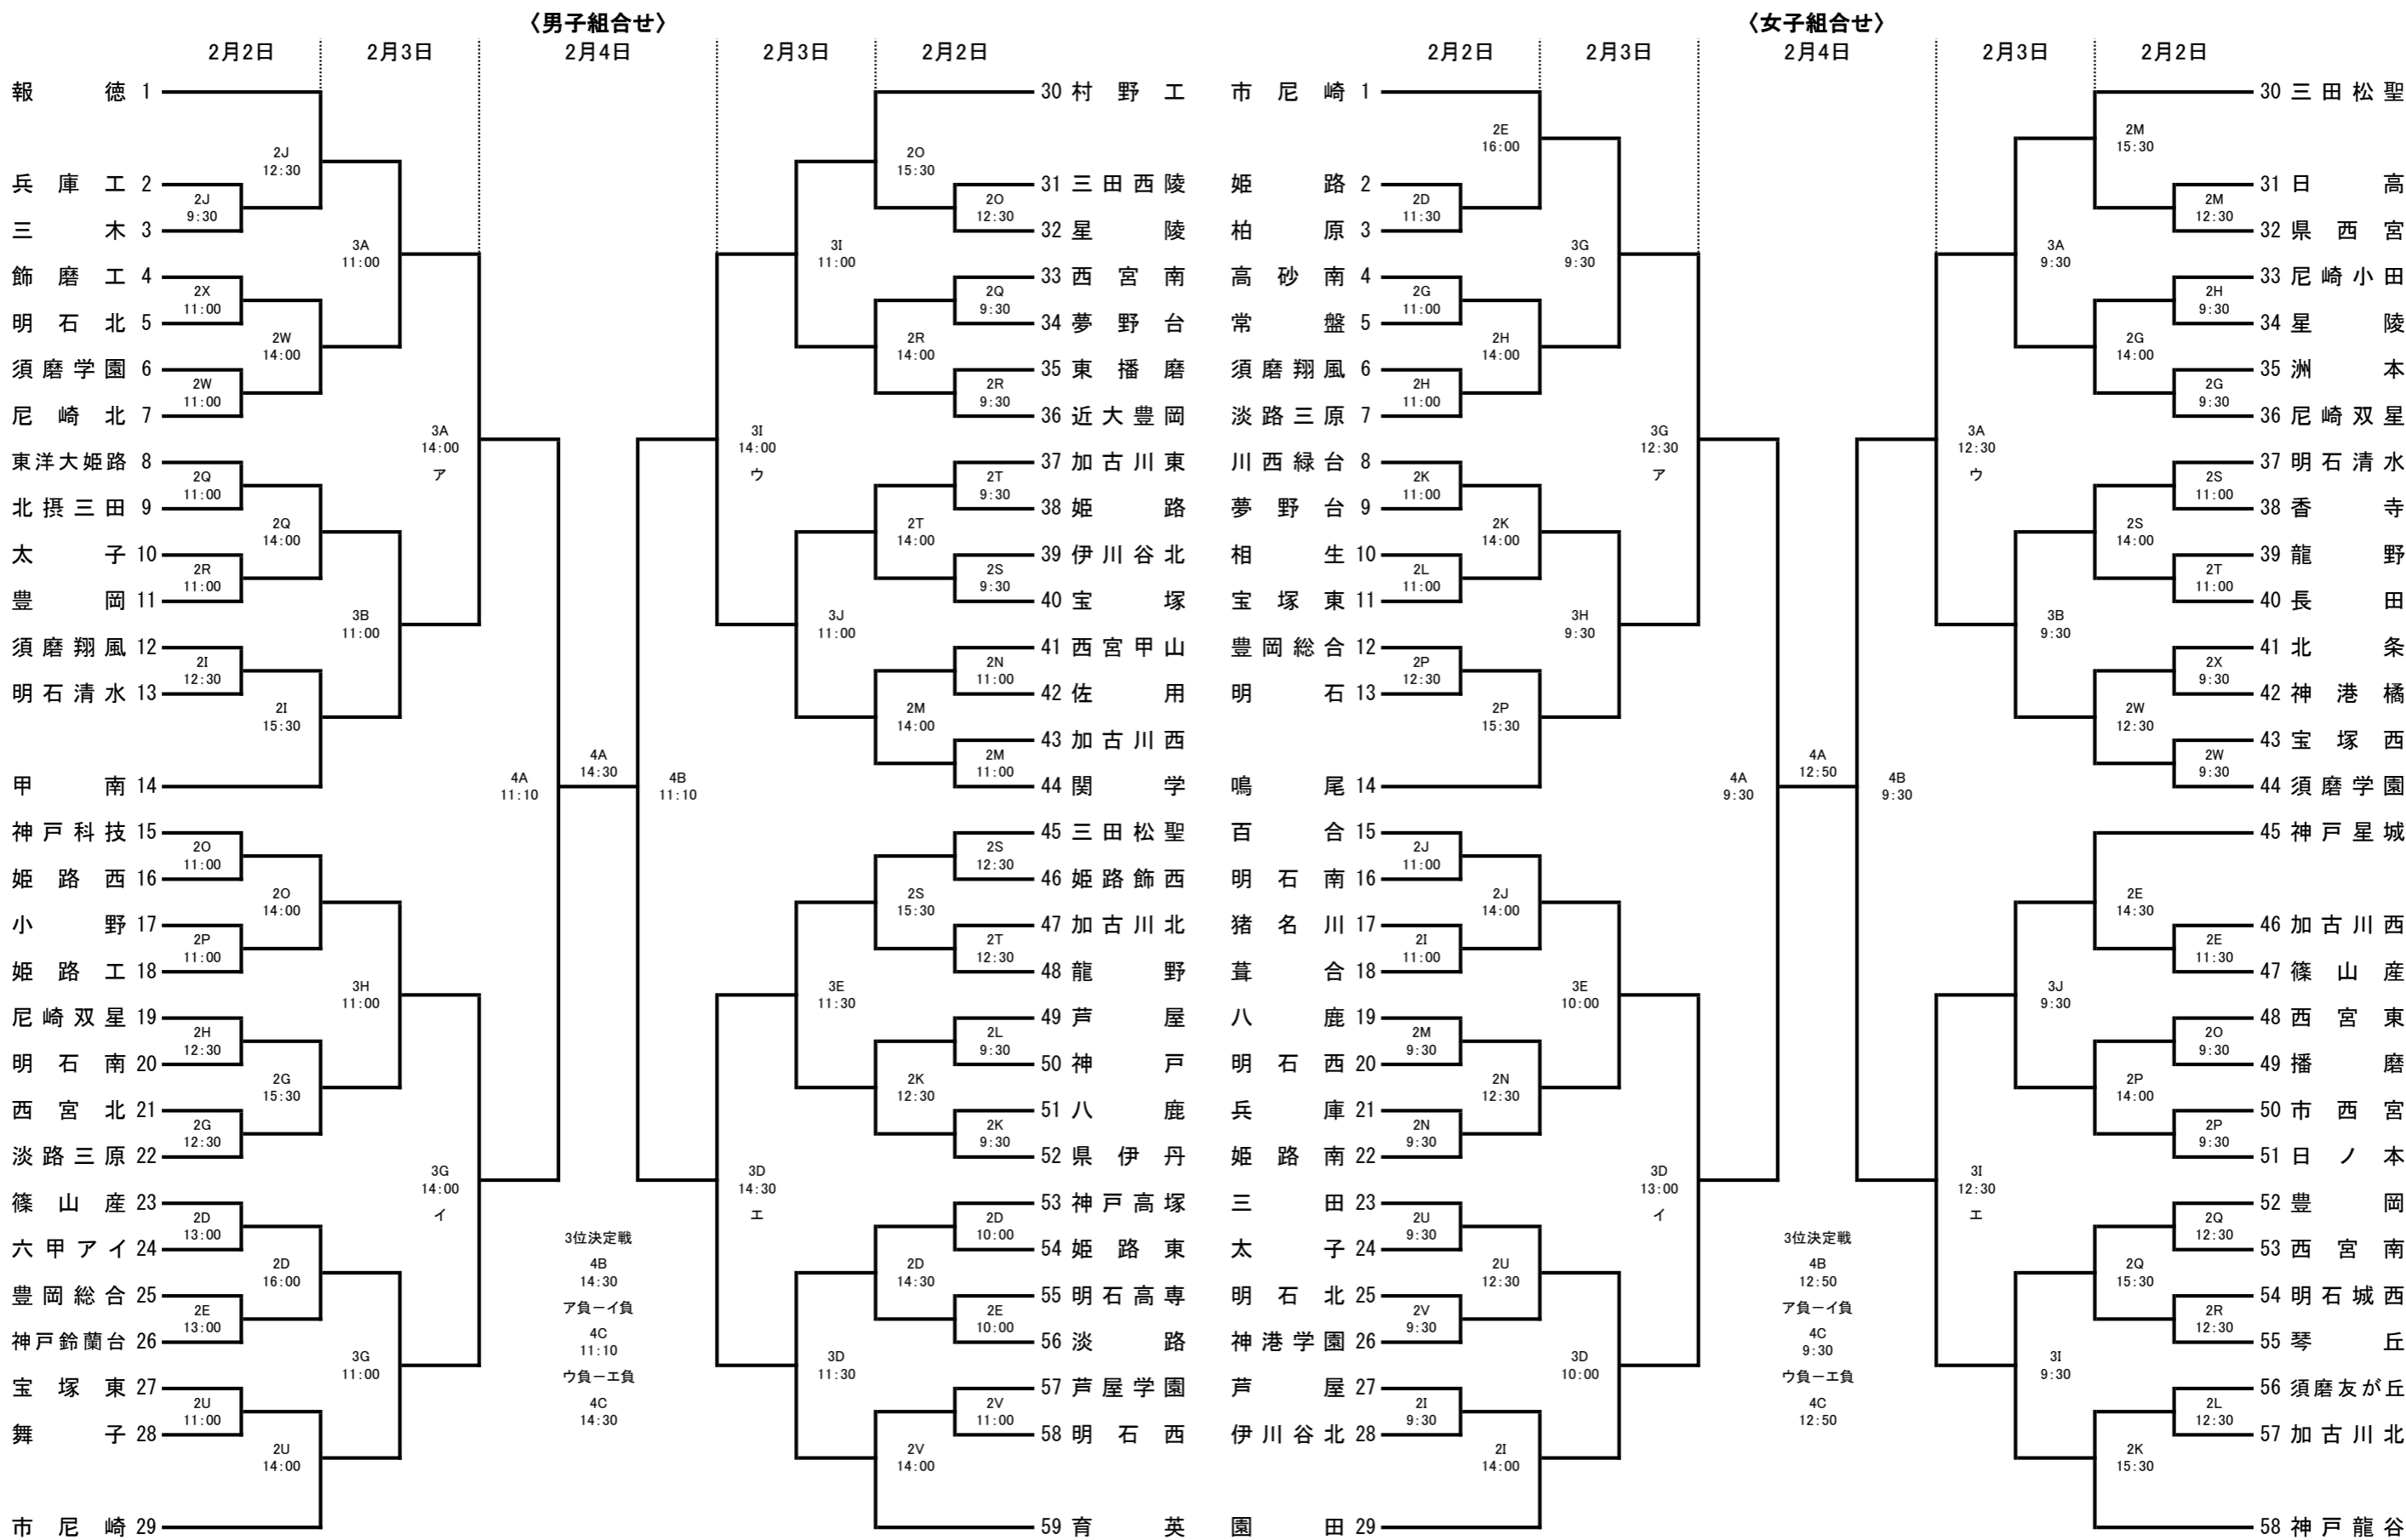 〈男子組合せ〉
2月2日 2月3日 2月4日 2月3日 2月2日
報徳 1
兵庫工 2
三木 3
飾磨工 4
明石北 5
須磨学園 6
尼崎北 7
東洋大姫路 8
北摂三田 9
太子 10
豊岡 11
須磨翔風 12
明石清水 13
甲南 14
神戸科技 15
姫路西 16
小野 17
姫路工 18
尼崎双星 19
明石南 20
西宮北 21
淡路三原 22
篠山産 23
六甲アイ 24
豊岡総合 25
神戸鈴蘭台 26
宝塚東 27
舞子 28
市尼崎 29
2J
9:30
2X
11:00
2W
11:00
2Q
11:00
2R
11:00
2I
12:30
2O
11:00
2P
11:00
2H
12:30
2G
12:30
2D
13:00
2E
13:00
2U
11:00
2J
12:30
2W
14:00
2Q
14:00
2I
15:30
2O
14:00
2G
15:30
2D
16:00
2U
14:00
3A
11:00
3B
11:00
3H
11:00
3G
11:00
3A
14:00
ア
3G
14:00
イ
4A
11:10
4A
14:30
4B
11:10
3位決定戦
4B
14:30
ア負－イ負
4C
11:10
ウ負－エ負
4C
14:30
3I
14:00
ウ
3D
14:30
エ
3I
11:00
3J
11:00
3E
11:30
3D
11:30
2O
15:30
2R
14:00
2T
14:00
2M
14:00
2S
15:30
2K
12:30
2D
14:30
2V
14:00
2O
12:30
2Q
9:30
2R
9:30
2T
9:30
2S
9:30
2N
11:00
2M
11:00
2S
12:30
2T
12:30
2L
9:30
2K
9:30
2D
10:00
2E
10:00
2V
11:00
30 村野工
31 三田西陵
32 星陵
33 西宮南
34 夢野台
35 東播磨
36 近大豊岡
37 加古川東
38 姫路
39 伊川谷北
40 宝塚
41 西宮甲山
42 佐用
43 加古川西
44 関学
45 三田松聖
46 姫路飾西
47 加古川北
48 龍野
49 芦屋
50 神戸
51 八鹿
52 県伊丹
53 神戸高塚
54 姫路東
55 明石高専
56 淡路
57 芦屋学園
58 明石西
59 育英
〈女子組合せ〉
2月2日 2月3日 2月4日 2月3日 2月2日
市尼崎 1
姫路 2
柏原 3
高砂南 4
常盤 5
須磨翔風 6
淡路三原 7
川西緑台 8
夢野台 9
相生 10
宝塚東 11
豊岡総合 12
明石 13
鳴尾 14
百合 15
明石南 16
猪名川 17
葺合 18
八鹿 19
明石西 20
兵庫 21
姫路南 22
三田 23
太子 24
明石北 25
神港学園 26
芦屋 27
伊川谷北 28
園田 29
2D
11:30
2G
11:00
2H
11:00
2K
11:00
2L
11:00
2P
12:30
2J
11:00
2I
11:00
2M
9:30
2N
9:30
2U
9:30
2V
9:30
2I
9:30
2E
16:00
2H
14:00
2K
14:00
2P
15:30
2J
14:00
2N
12:30
2U
12:30
2I
14:00
3G
9:30
3H
9:30
3E
10:00
3D
10:00
3G
12:30
ア
3D
13:00
イ
4A
9:30
4A
12:50
4B
9:30
3位決定戦
4B
12:50
ア負－イ負
4C
9:30
ウ負－エ負
4C
12:50
3A
12:30
ウ
3I
12:30
エ
3A
9:30
3B
9:30
3J
9:30
3I
9:30
2M
15:30
2G
14:00
2S
14:00
2W
12:30
2E
14:30
2P
14:00
2Q
15:30
2K
15:30
2M
12:30
2H
9:30
2G
9:30
2S
11:00
2T
11:00
2X
9:30
2W
9:30
2E
11:30
2O
9:30
2P
9:30
2Q
12:30
2R
12:30
2L
12:30
30 三田松聖
31 日高
32 県西宮
33 尼崎小田
34 星陵
35 洲本
36 尼崎双星
37 明石清水
38 香寺
39 龍野
40 長田
41 北条
42 神港橘
43 宝塚西
44 須磨学園
45 神戸星城
46 加古川西
47 篠山産
48 西宮東
49 播磨
50 市西宮
51 日ノ本
52 豊岡
53 西宮南
54 明石城西
55 琴丘
56 須磨友が丘
57 加古川北
58 神戸龍谷